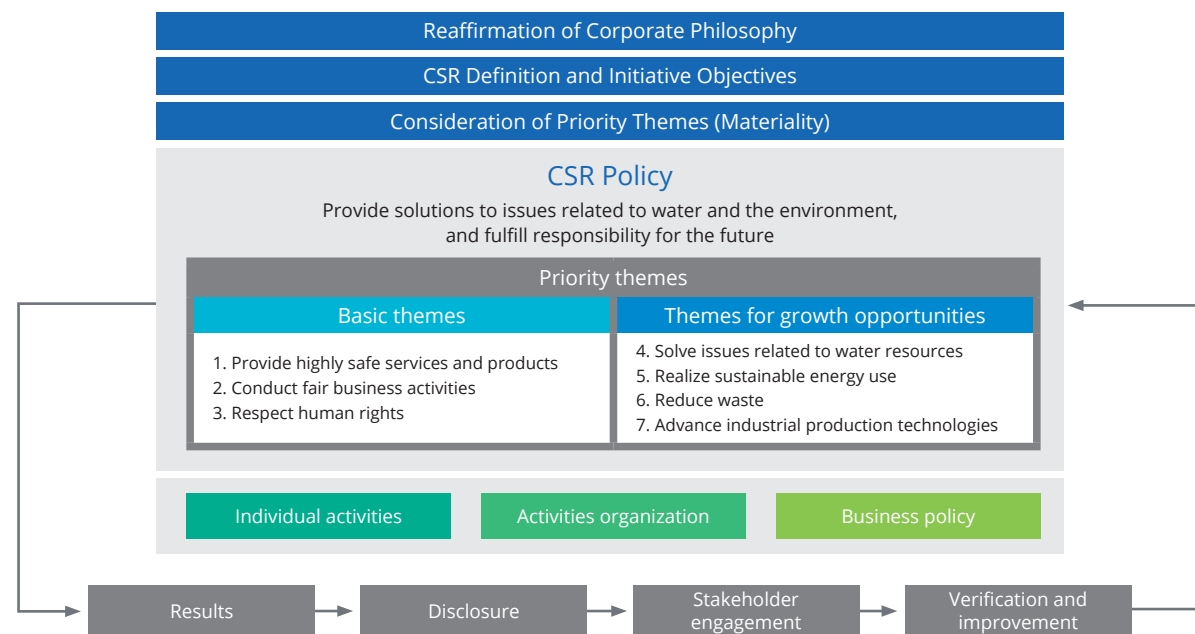 Reaffirmation of Corporate Philosophy
CSR Definition and Initiative Objectives
Consideration of Priority Themes (Materiality)
CSR Policy
Provide solutions to issues related to water and the environment,
and fulfill responsibility for the future
Priority themes
Basic themes
1. Provide highly safe services and products
2. Conduct fair business activities
3. Respect human rights
Themes for growth opportunities
4. Solve issues related to water resources
5. Realize sustainable energy use
6. Reduce waste
7. Advance industrial production technologies
Individual activities
Activities organization
Business policy
Results
Disclosure
Stakeholder
engagement
Verification and
improvement